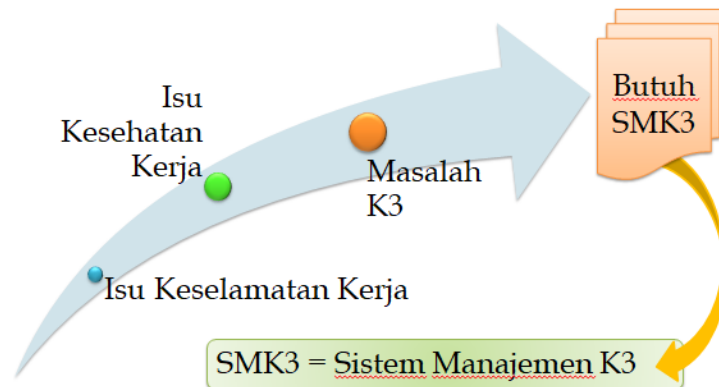 Isu
Kesehatan
Kerja
Masalah
K3
Isu Keselamatan Kerja
Butuh
SMK3
SMK3 = Sistem Manajemen K3